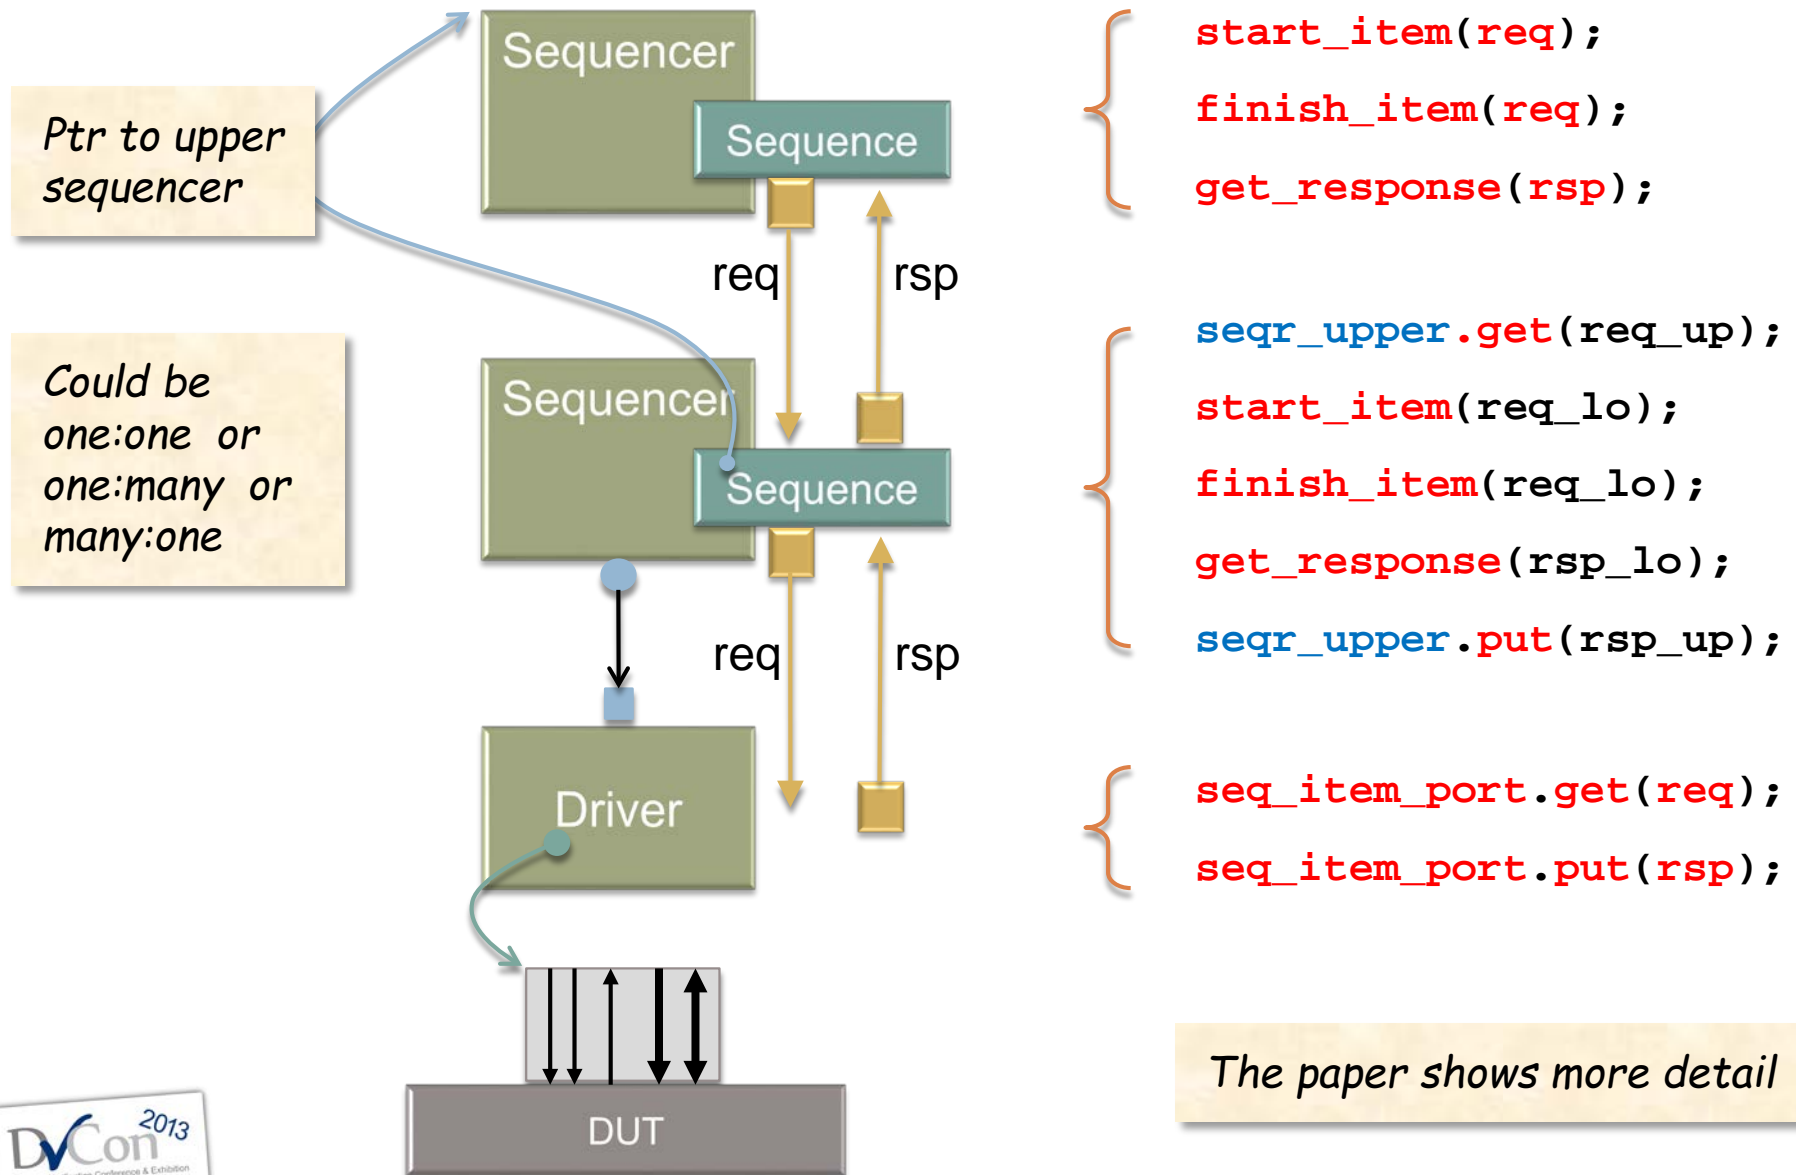 Sequencer
Sequence
start_item(req);
finish_item(req);
get_response(rsp);
Ptr to upper
sequencer
req
rsp
Could be
one:one or
one:many or
many:one
Sequencer
Sequence
seqr_upper.get(req_up);
start_item(req_lo);
finish_item(req_lo);
get_response(rsp_lo);
seqr_upper.put(rsp_up);
req
rsp
Driver
seq_item_port.get(req);
seq_item_port.put(rsp);
The paper shows more detail
DUT
DVCon 2013
Conference & Exhibition